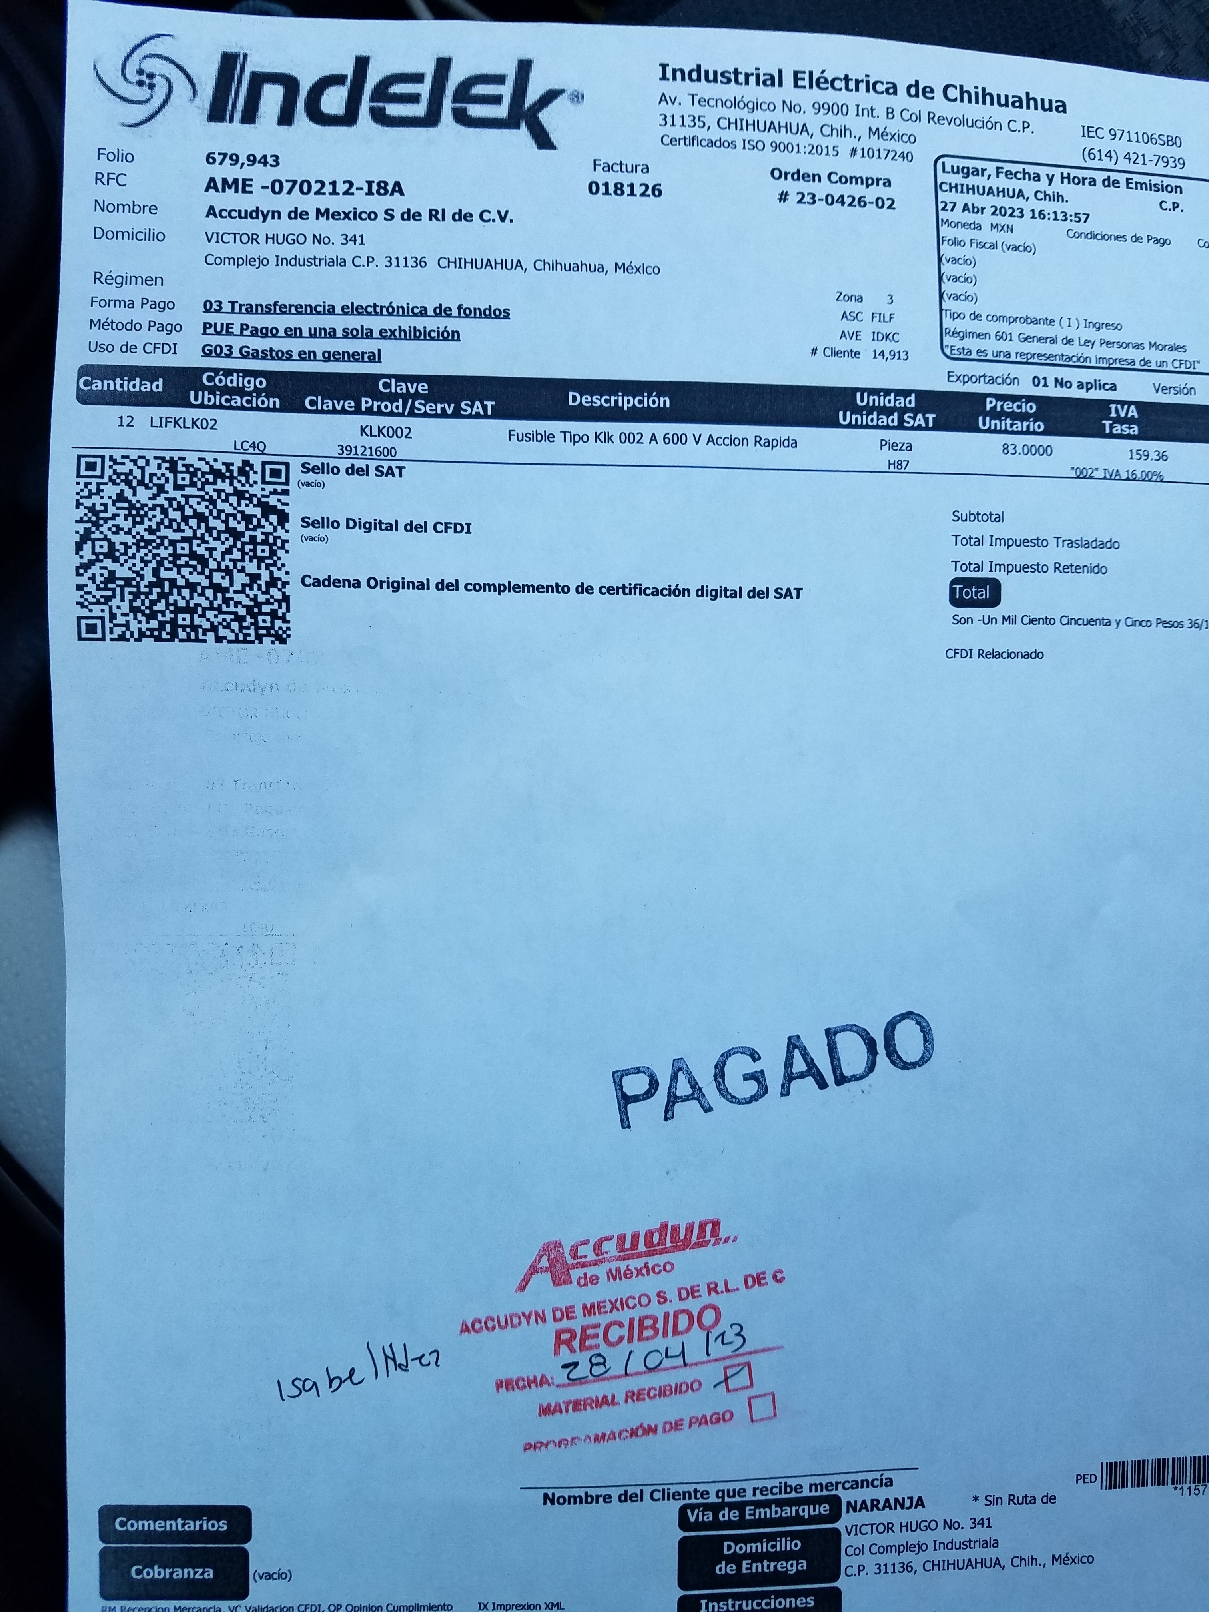 Indelek®
Industrial Eléctrica de Chihuahua
Av. Tecnológico No. 9900 Int. B Col Revolución C.P.
31135, CHIHUAHUA, Chih., México
Certificados ISO 9001:2015 #1017240
IEC 971106SB0
(614) 421-7939
Folio 679,943
Factura
018126
Orden Compra
# 23-0426-02
RFC AME -070212-I8A
Nombre Accudyn de Mexico S de Rl de C.V.
Domicilio VICTOR HUGO No. 341
Complejo Industriala C.P. 31136 CHIHUAHUA, Chihuahua, México
Régimen
Forma Pago 03 Transferencia electrónica de fondos
Método Pago PUE Pago en una sola exhibición
Uso de CFDI G03 Gastos en general
Zona 3
ASC FILF
AVE IDKC
# Cliente 14,913
Lugar, Fecha y Hora de Emision
CHIHUAHUA, Chih. C.P.
27 Abr 2023 16:13:57
Moneda MXN Condiciones de Pago Co
Folio Fiscal (vacío)
(vacío)
(vacío)
(vacío)
Tipo de comprobante ( I ) Ingreso
Régimen 601 General de Ley Personas Morales
"Esta es una representación impresa de un CFDI"
Exportación 01 No aplica Versión
Cantidad Código Ubicación Clave Clave Prod/Serv SAT Descripción Unidad Unidad SAT Precio Unitario IVA Tasa
12 LIFKLK02 KLK002 Fusible Tipo Klk 002 A 600 V Accion Rapida Pieza 83.0000 159.36
LC4Q 39121600 H87 "002" IVA 16.00%
Sello del SAT
(vacío)
Sello Digital del CFDI
(vacío)
Cadena Original del complemento de certificación digital del SAT
Subtotal
Total Impuesto Trasladado
Total Impuesto Retenido
Total
Son -Un Mil Ciento Cincuenta y Cinco Pesos 36/1
CFDI Relacionado
PAGADO
Accudyn
de México
ACCUDYN DE MEXICO S. DE R.L. DE C
RECIBIDO
FECHA: 28/04/23
MATERIAL RECIBIDO
PROGRAMACIÓN DE PAGO
Isabel Hdez
Nombre del Cliente que recibe mercancía
PED
*1157
Vía de Embarque NARANJA * Sin Ruta de
Domicilio de Entrega VICTOR HUGO No. 341
Col Complejo Industriala
C.P. 31136, CHIHUAHUA, Chih., México
Instrucciones
Comentarios
Cobranza (vacío)
RM Recepcion Mercancia, VC Validacion CFDI, OP Opinion Cumplimiento IX Impresion XML